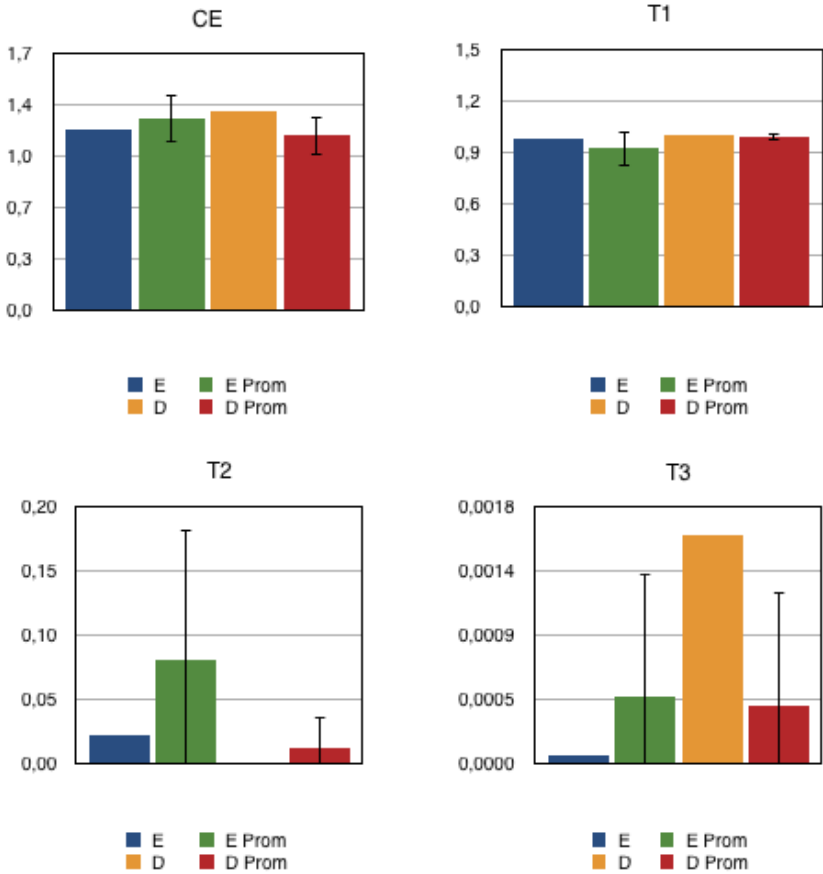 CE
1,7
1,4
1,0
0,7
0,3
0,0
E E Prom
D D Prom
T1
1,5
1,2
0,9
0,6
0,3
0,0
E E Prom
D D Prom
T2
0,20
0,15
0,10
0,05
0,00
E E Prom
D D Prom
T3
0,0018
0,0014
0,0009
0,0005
0,0000
E E Prom
D D Prom